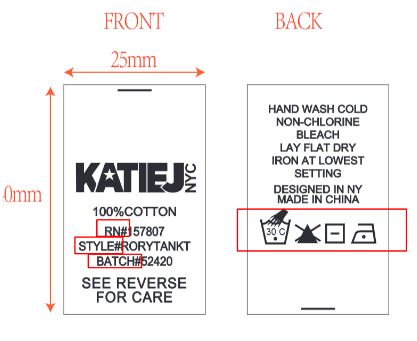 FRONT
BACK
25mm
0mm
KATIEJ NYC
100%COTTON
RN#157807
STYLE#RORYTANKT
BATCH#52420
SEE REVERSE
FOR CARE
HAND WASH COLD
NON-CHLORINE
BLEACH
LAY FLAT DRY
IRON AT LOWEST
SETTING
DESIGNED IN NY
MADE IN CHINA
30 C